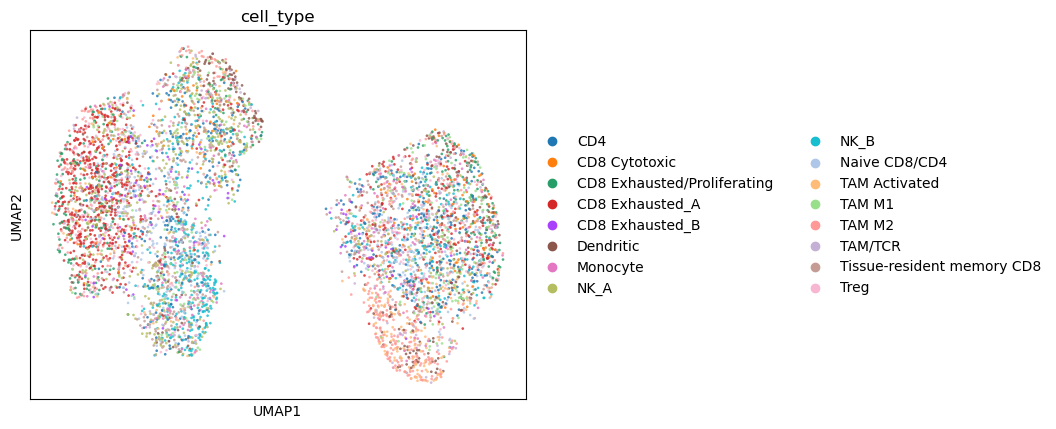 cell_type
UMAP2
UMAP1
CD4
CD8 Cytotoxic
CD8 Exhausted/Proliferating
CD8 Exhausted_A
CD8 Exhausted_B
Dendritic
Monocyte
NK_A
NK_B
Naive CD8/CD4
TAM Activated
TAM M1
TAM M2
TAM/TCR
Tissue-resident memory CD8
Treg